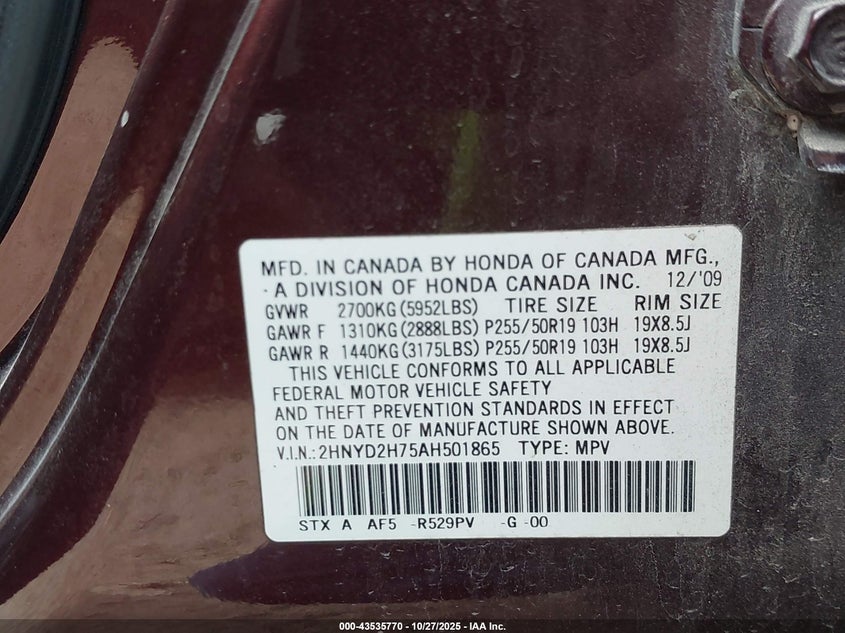 MFD. IN CANADA BY HONDA OF CANADA MFG.,
A DIVISION OF HONDA CANADA INC. 12/'09
GVWR 2700KG(5952LBS) TIRE SIZE RIM SIZE
GAWR F 1310KG(2888LBS) P255/50R19 103H 19X8.5J
GAWR R 1440KG(3175LBS) P255/50R19 103H 19X8.5J
THIS VEHICLE CONFORMS TO ALL APPLICABLE
FEDERAL MOTOR VEHICLE SAFETY
AND THEFT PREVENTION STANDARDS IN EFFECT
ON THE DATE OF MANUFACTURE SHOWN ABOVE.
V.I.N.:2HNYD2H75AH501865 TYPE: MPV
STX A AF5 -R529PV -G -00
000-43535770 - 10/27/2025 - IAA Inc.